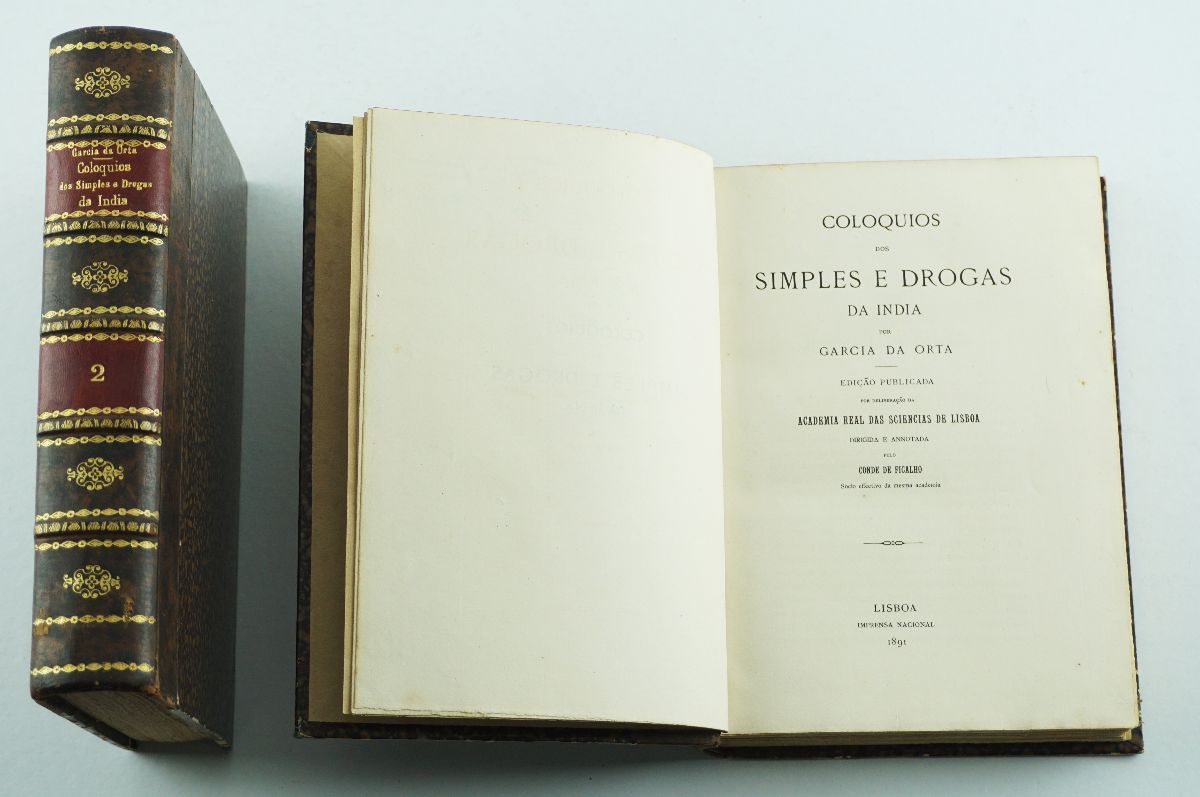 Garcia da Orta
Coloquios
dos Simples e Drogas
da India
2
COLOQUIOS
DOS
SIMPLES E DROGAS
DA INDIA
POR
GARCIA DA ORTA
EDIÇÃO PUBLICADA
POR DELIBERAÇÃO DA
ACADEMIA REAL DAS SCIENCIAS DE LISBOA
DIRIGIDA E ANNOTADA
PELO
CONDE DE FICALHO
Socio effectivo da mesma academia
LISBOA
IMPRENSA NACIONAL
1891